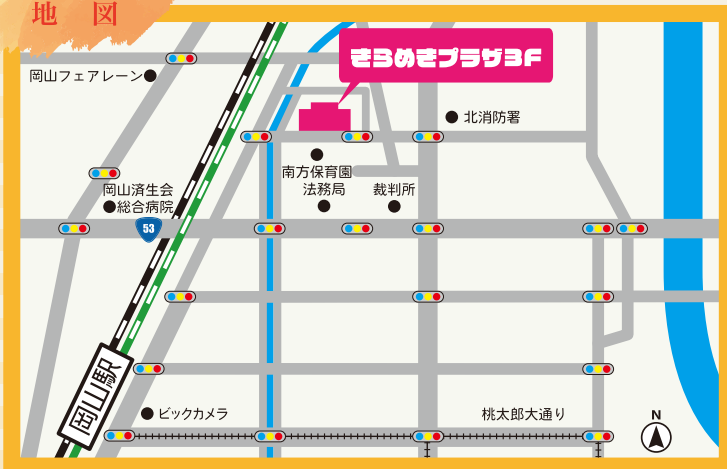 地 図
きらめきプラザ3F
岡山フェアレーン
北消防署
南方保育園
法務局
裁判所
岡山済生会
総合病院
53
岡山駅
ビックカメラ
桃太郎大通り
N